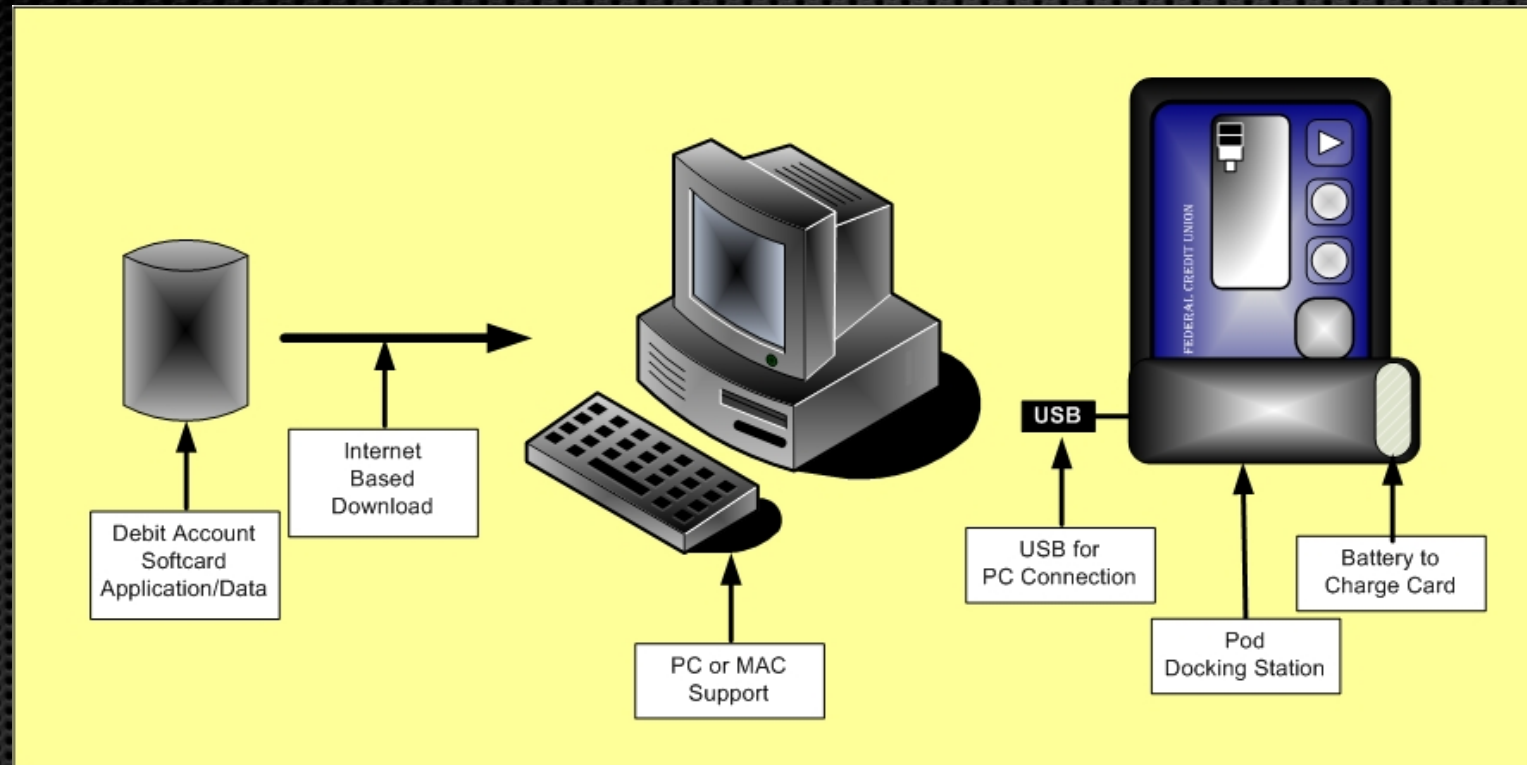 Debit Account
Softcard
Application/Data
Internet
Based
Download
PC or MAC
Support
USB
USB for
PC Connection
FEDERAL CREDIT UNION
Pod
Docking Station
Battery to
Charge Card